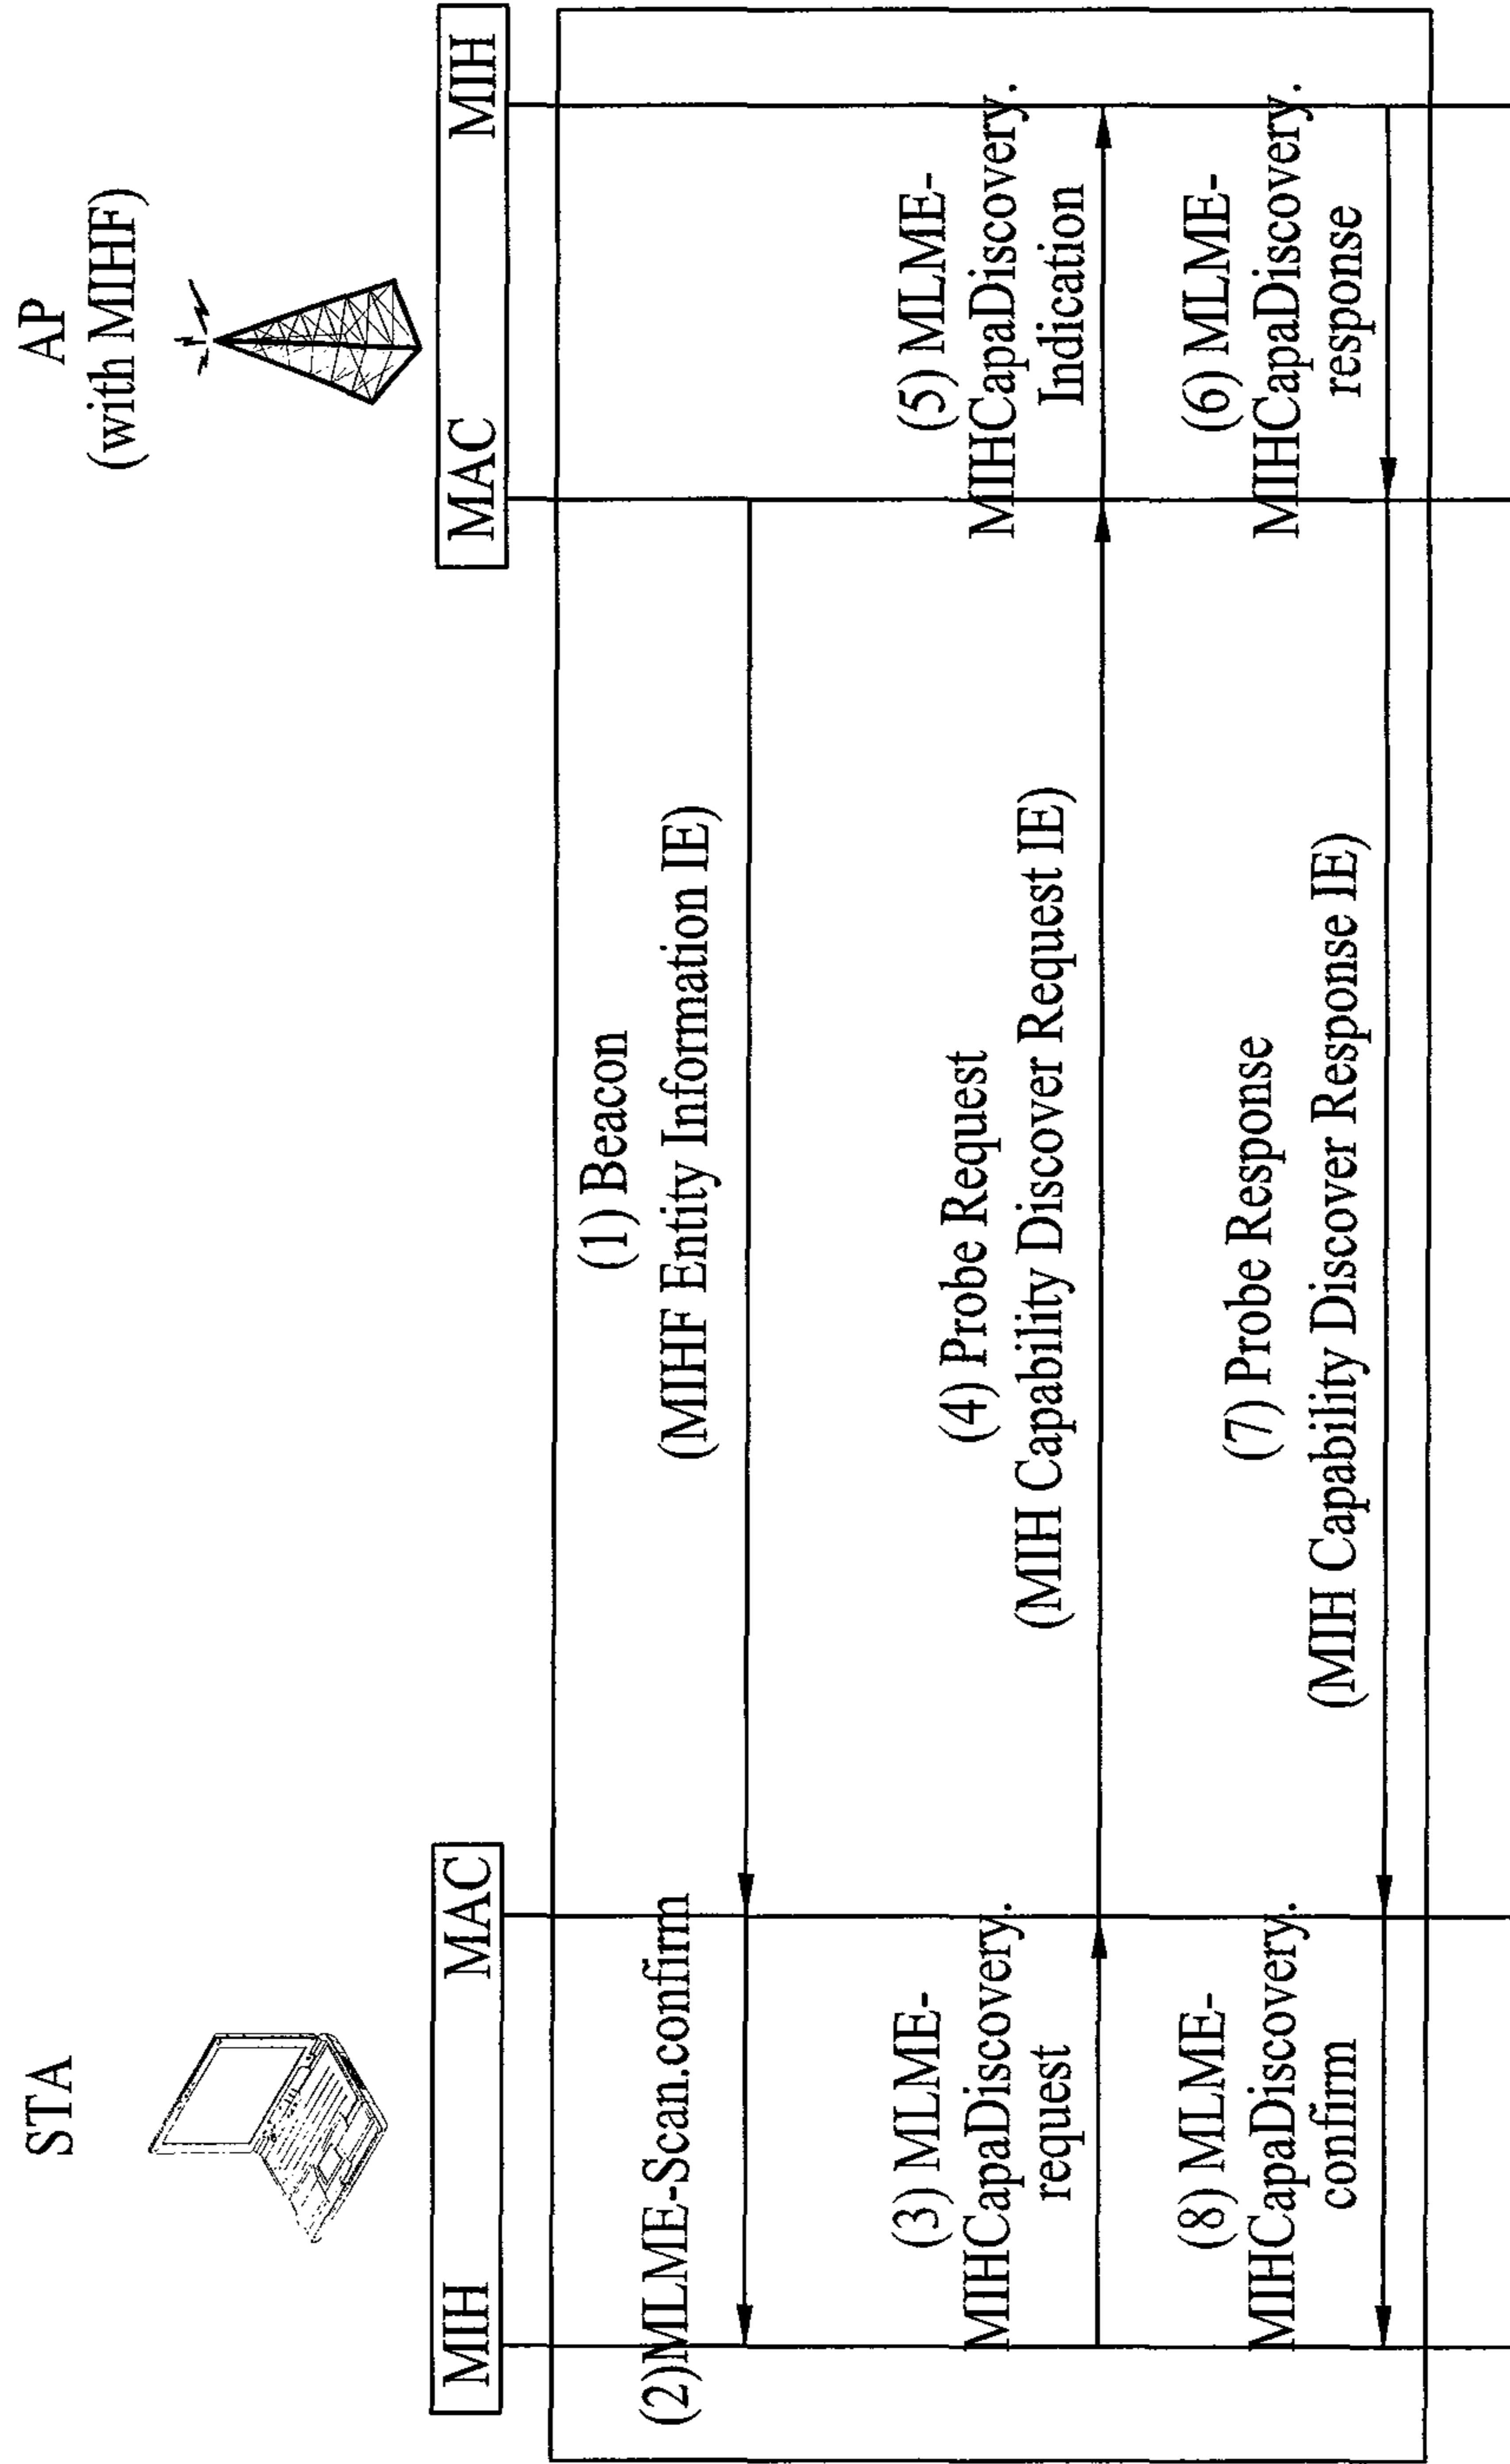 STA
AP
(with MIHF)
MIH
MAC
MAC
MIH
(1) Beacon
(MIHF Entity Information IE)
(2)MLME-Scan.confirm
(3) MLME-
MIHCapaDiscovery.
request
(4) Probe Request
(MIH Capability Discover Request IE)
(5) MLME-
MIHCapaDiscovery.
Indication
(6) MLME-
MIHCapaDiscovery.
response
(7) Probe Response
(MIH Capability Discover Response IE)
(8) MLME-
MIHCapaDiscovery.
confirm